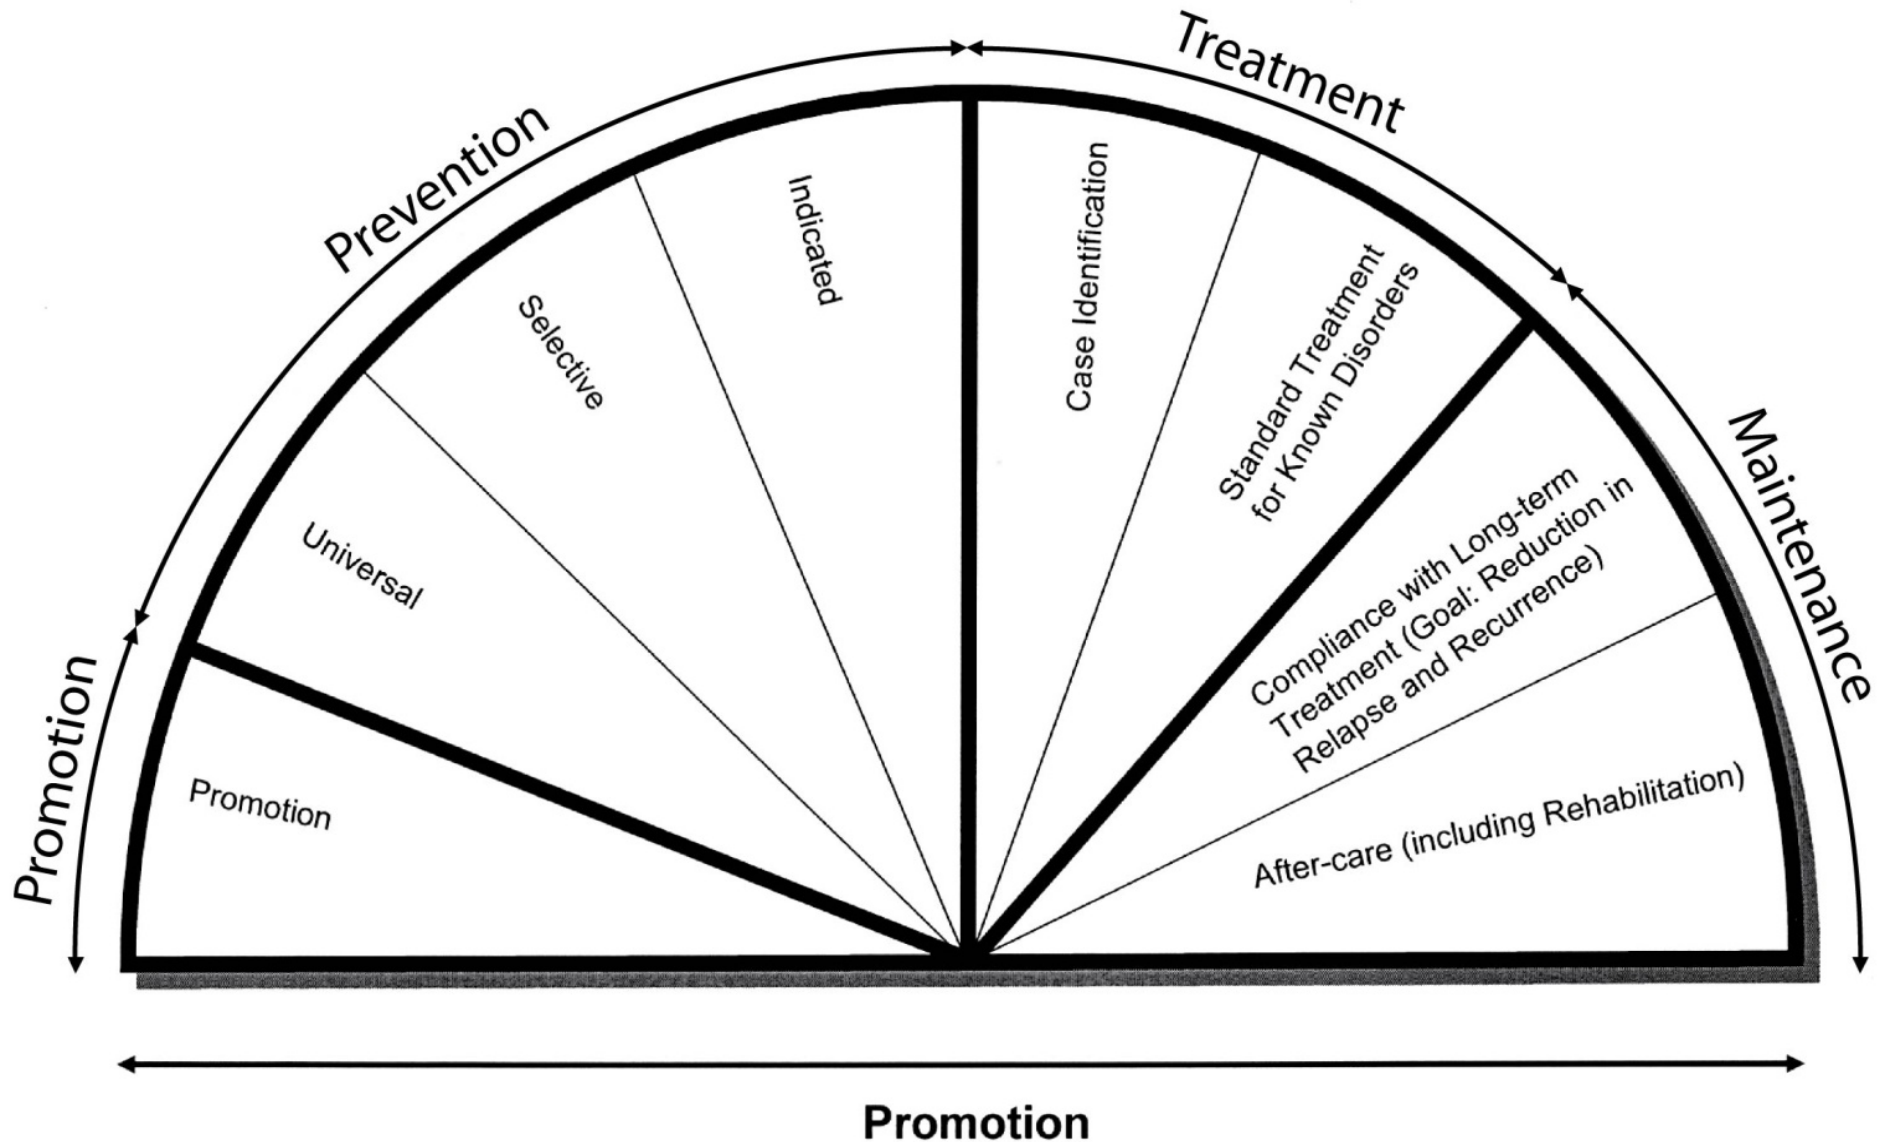 Treatment
Prevention
Maintenance
Promotion
Indicated
Case Identification
Selective
Standard Treatment
for Known Disorders
Universal
Compliance with Long-term
Treatment (Goal: Reduction in
Relapse and Recurrence)
Promotion
After-care (including Rehabilitation)
Promotion